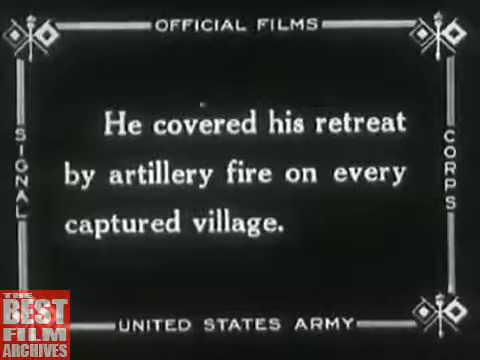 OFFICIAL FILMS
SIGNAL
CORPS
He covered his retreat
by artillery fire on every
captured village.
UNITED STATES ARMY
THE
BEST
FILM
ARCHIVES